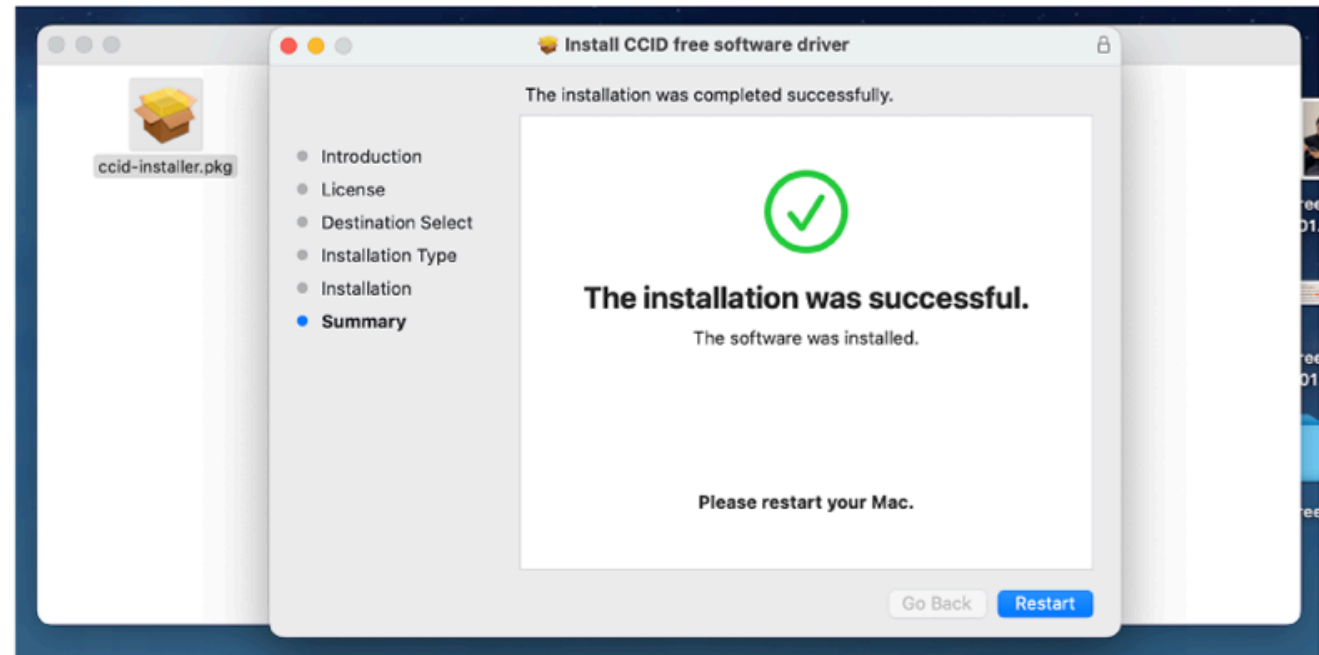 Install CCID free software driver
The installation was completed successfully.
ccid-installer.pkg
Introduction
License
Destination Select
Installation Type
Installation
Summary
The installation was successful.
The software was installed.
Please restart your Mac.
Go Back
Restart